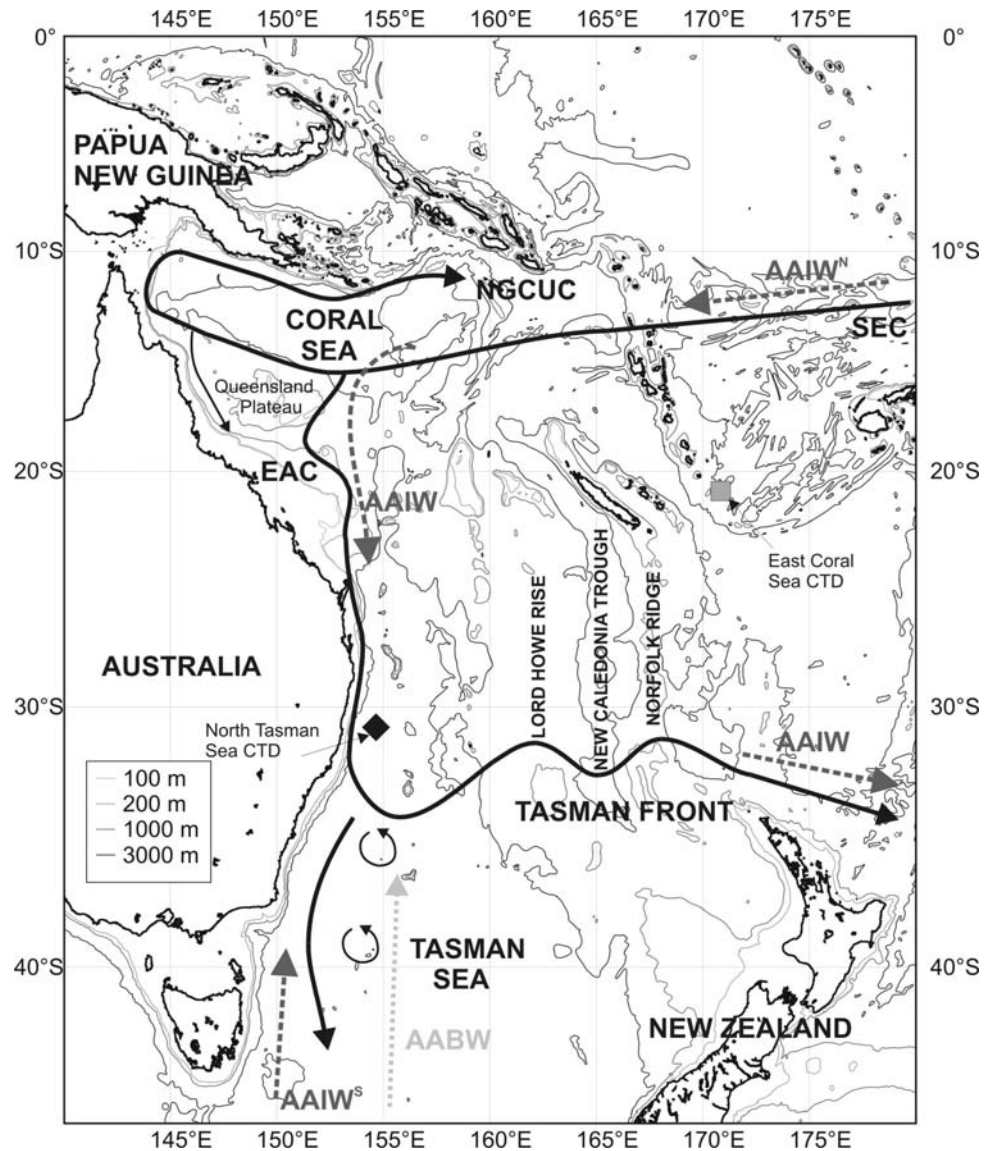 145°E 150°E 155°E 160°E 165°E 170°E 175°E
0° 0°
PAPUA
NEW GUINEA
10°S 10°S
AAIWᴺ
NGCUC
CORAL
SEA
SEC
Queensland
Plateau
EAC
20°S 20°S
AAIW
East Coral
Sea CTD
LORD HOWE RISE
NEW CALEDONIA TROUGH
NORFOLK RIDGE
AUSTRALIA
30°S 30°S
North Tasman
Sea CTD
AAIW
100 m
200 m
1000 m
3000 m
TASMAN FRONT
TASMAN
SEA
40°S 40°S
NEW ZEALAND
AABW
AAIWˢ
145°E 150°E 155°E 160°E 165°E 170°E 175°E